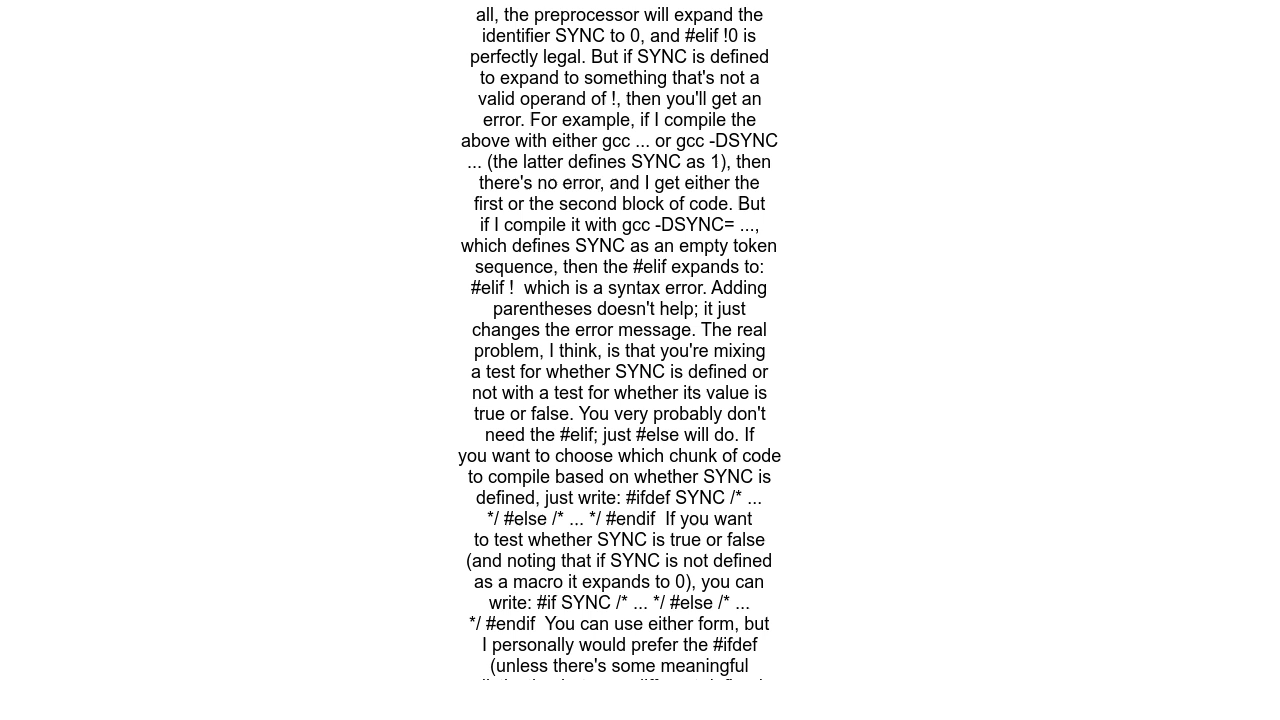 all, the preprocessor will expand the
identifier SYNC to 0, and #elif !0 is
perfectly legal. But if SYNC is defined
to expand to something that's not a
valid operand of !, then you'll get an
error. For example, if I compile the
above with either gcc ... or gcc -DSYNC
... (the latter defines SYNC as 1), then
there's no error, and I get either the
first or the second block of code. But
if I compile it with gcc -DSYNC= ...,
which defines SYNC as an empty token
sequence, then the #elif expands to:
#elif !  which is a syntax error. Adding
parentheses doesn't help; it just
changes the error message. The real
problem, I think, is that you're mixing
a test for whether SYNC is defined or
not with a test for whether its value is
true or false. You very probably don't
need the #elif; just #else will do. If
you want to choose which chunk of code
to compile based on whether SYNC is
defined, just write: #ifdef SYNC /* ...
*/ #else /* ... */ #endif  If you want
to test whether SYNC is true or false
(and noting that if SYNC is not defined
as a macro it expands to 0), you can
write: #if SYNC /* ... */ #else /* ...
*/ #endif  You can use either form, but
I personally would prefer the #ifdef
(unless there's some meaningful